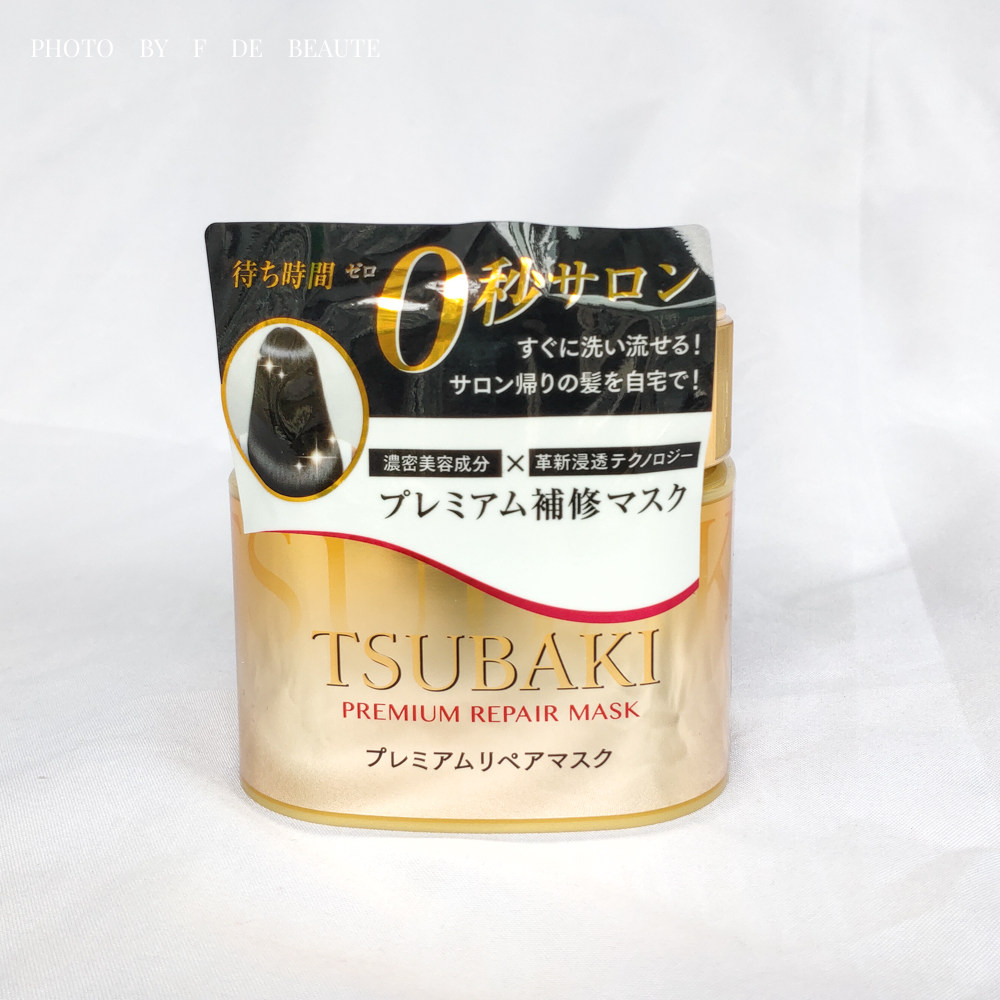 PHOTO BY F DE BEAUTE
待ち時間 ゼロ 0秒サロン
すぐに洗い流せる!
サロン帰りの髪を自宅で!
濃密美容成分 × 革新浸透テクノロジー
プレミアム補修マスク
TSUBAKI
PREMIUM REPAIR MASK
プレミアムリペアマスク